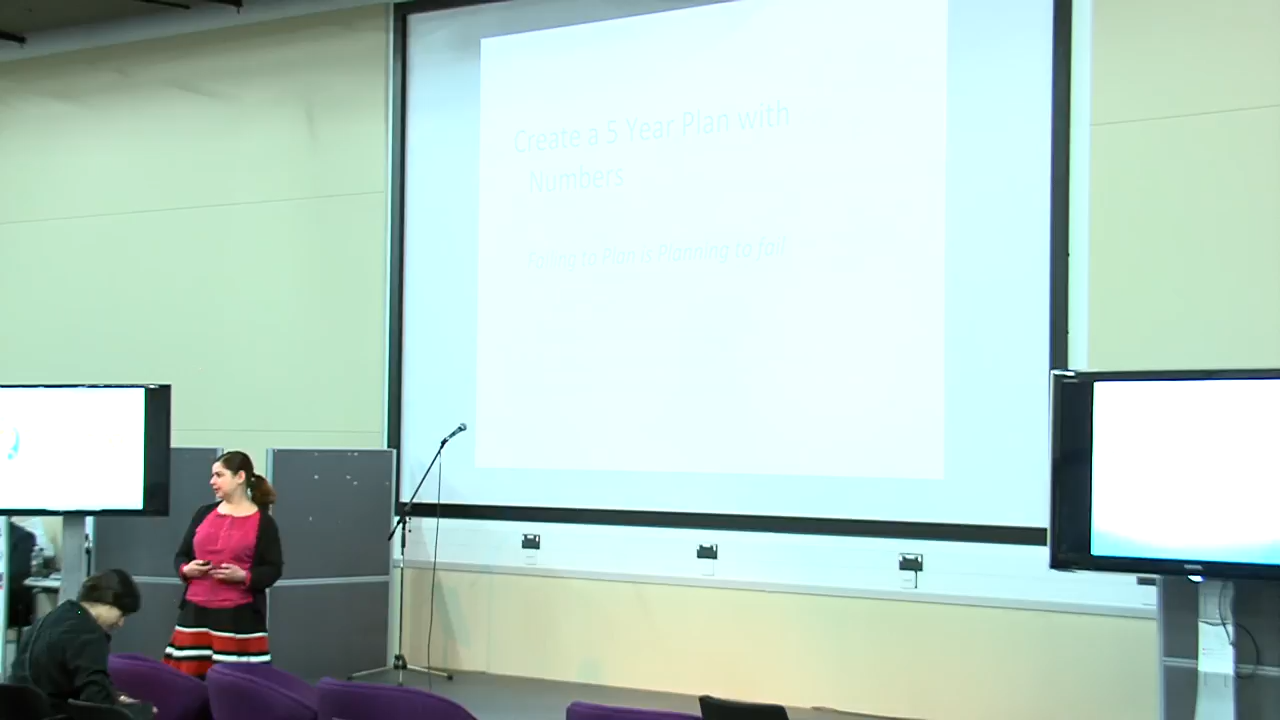 Create a 5 Year Plan with
Numbers
Failing to Plan is Planning to fail